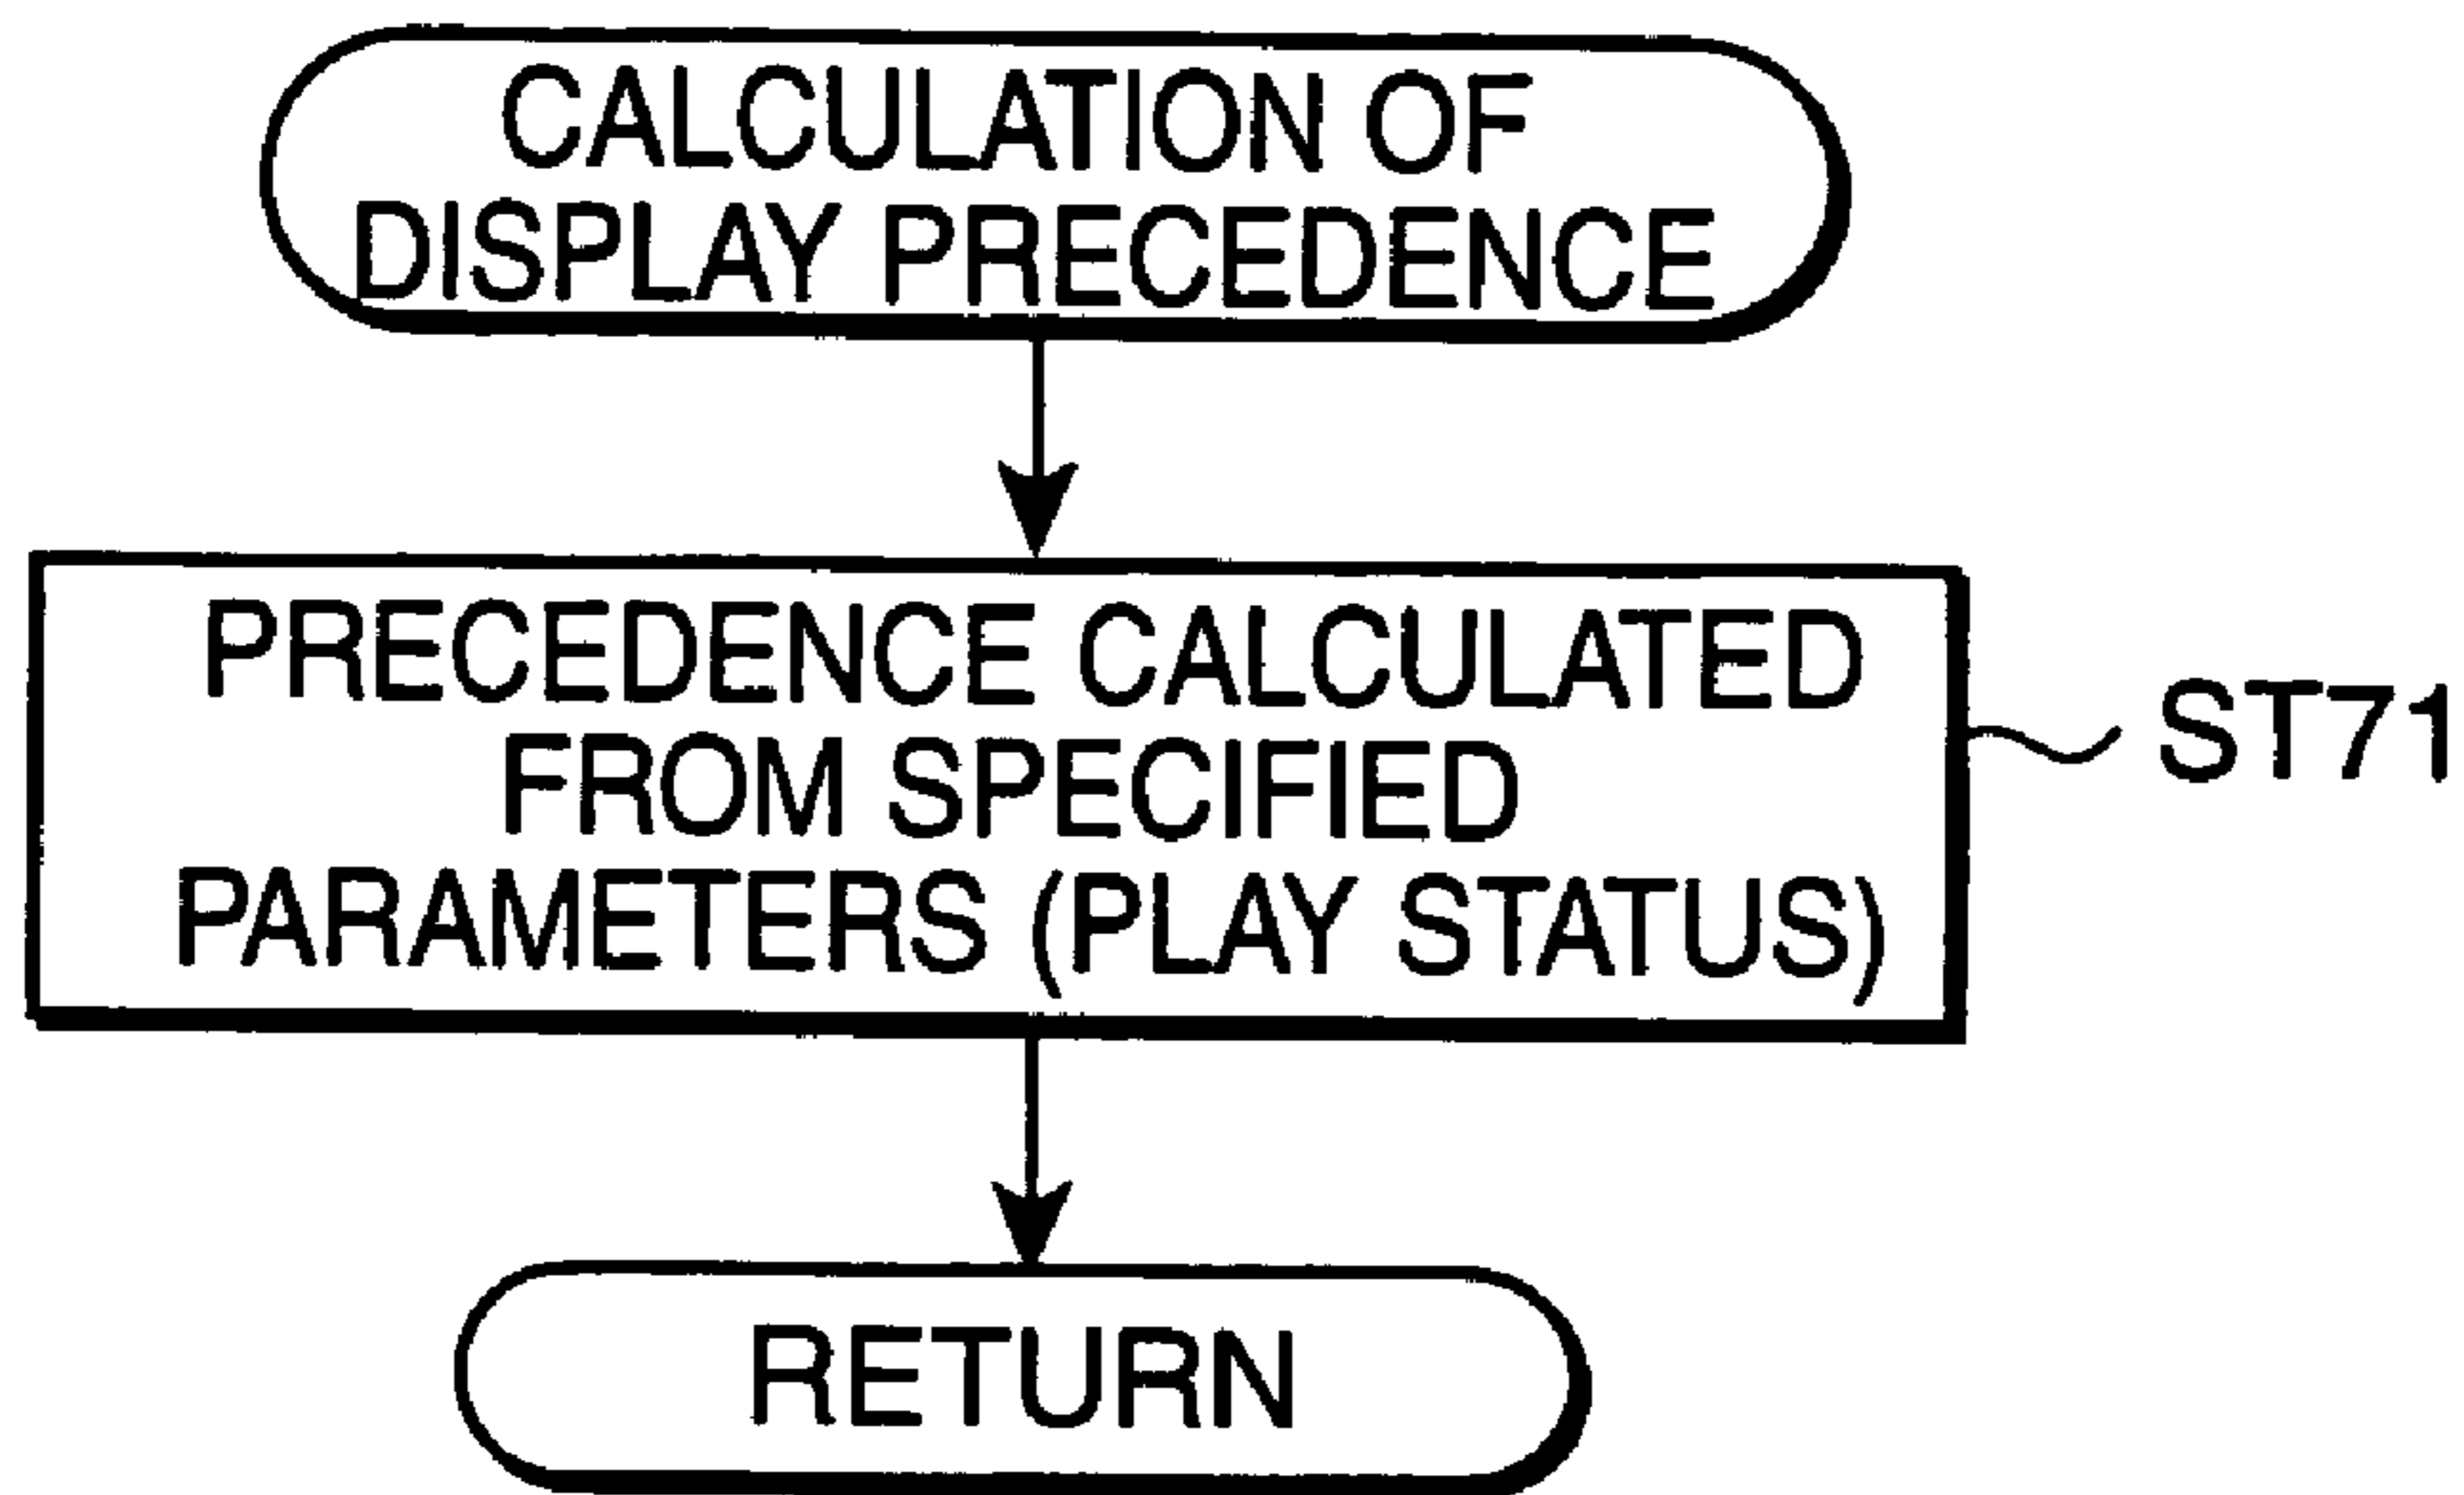 CALCULATION OF
DISPLAY PRECEDENCE
PRECEDENCE CALCULATED
FROM SPECIFIED
PARAMETERS (PLAY STATUS)
ST71
RETURN